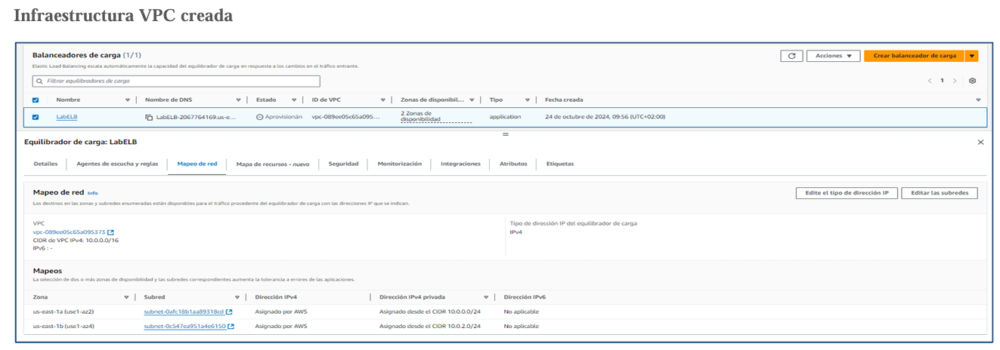 Infraestructura VPC creada
Balanceadores de carga (1/1)
Acciones
Crear balanceador de carga
Elastic Load Balancing escala automáticamente la capacidad del equilibrador de carga en respuesta a los cambios en el tráfico entrante.
Filtrar equilibradores de carga
1
Nombre Nombre de DNS Estado ID de VPC Zonas de disponibil... Tipo Fecha creada
LabELB LabELB-2067764169.us-e... Aprovisionán vpc-089ee05c65a095... 2 Zonas de disponibilidad application 24 de octubre de 2024, 09:56 (UTC+02:00)
Equilibrador de carga: LabELB
Detalles Agentes de escucha y reglas Mapeo de red Mapa de recursos - nuevo Seguridad Monitorización Integraciones Atributos Etiquetas
Mapeo de red Info
Edite el tipo de dirección IP Editar las subredes
Los destinos en las zonas y subredes enumeradas están disponibles para el tráfico procedente del equilibrador de carga con las direcciones IP que se indican.
VPC
vpc-089ee05c65a095373
CIDR de VPC IPv4: 10.0.0.0/16
IPv6 : -
Tipo de dirección IP del equilibrador de carga
IPv4
Mapeos
La selección de dos o más zonas de disponibilidad y las subredes correspondientes aumenta la tolerancia a errores de las aplicaciones.
Zona Subred Dirección IPv4 Dirección IPv4 privada Dirección IPv6
us-east-1a (use1-az2) subnet-0afc18b1aa89318cd Asignado por AWS Asignado desde el CIDR 10.0.0.0/24 No aplicable
us-east-1b (use1-az4) subnet-0c547ea951a4e6150 Asignado por AWS Asignado desde el CIDR 10.0.2.0/24 No aplicable